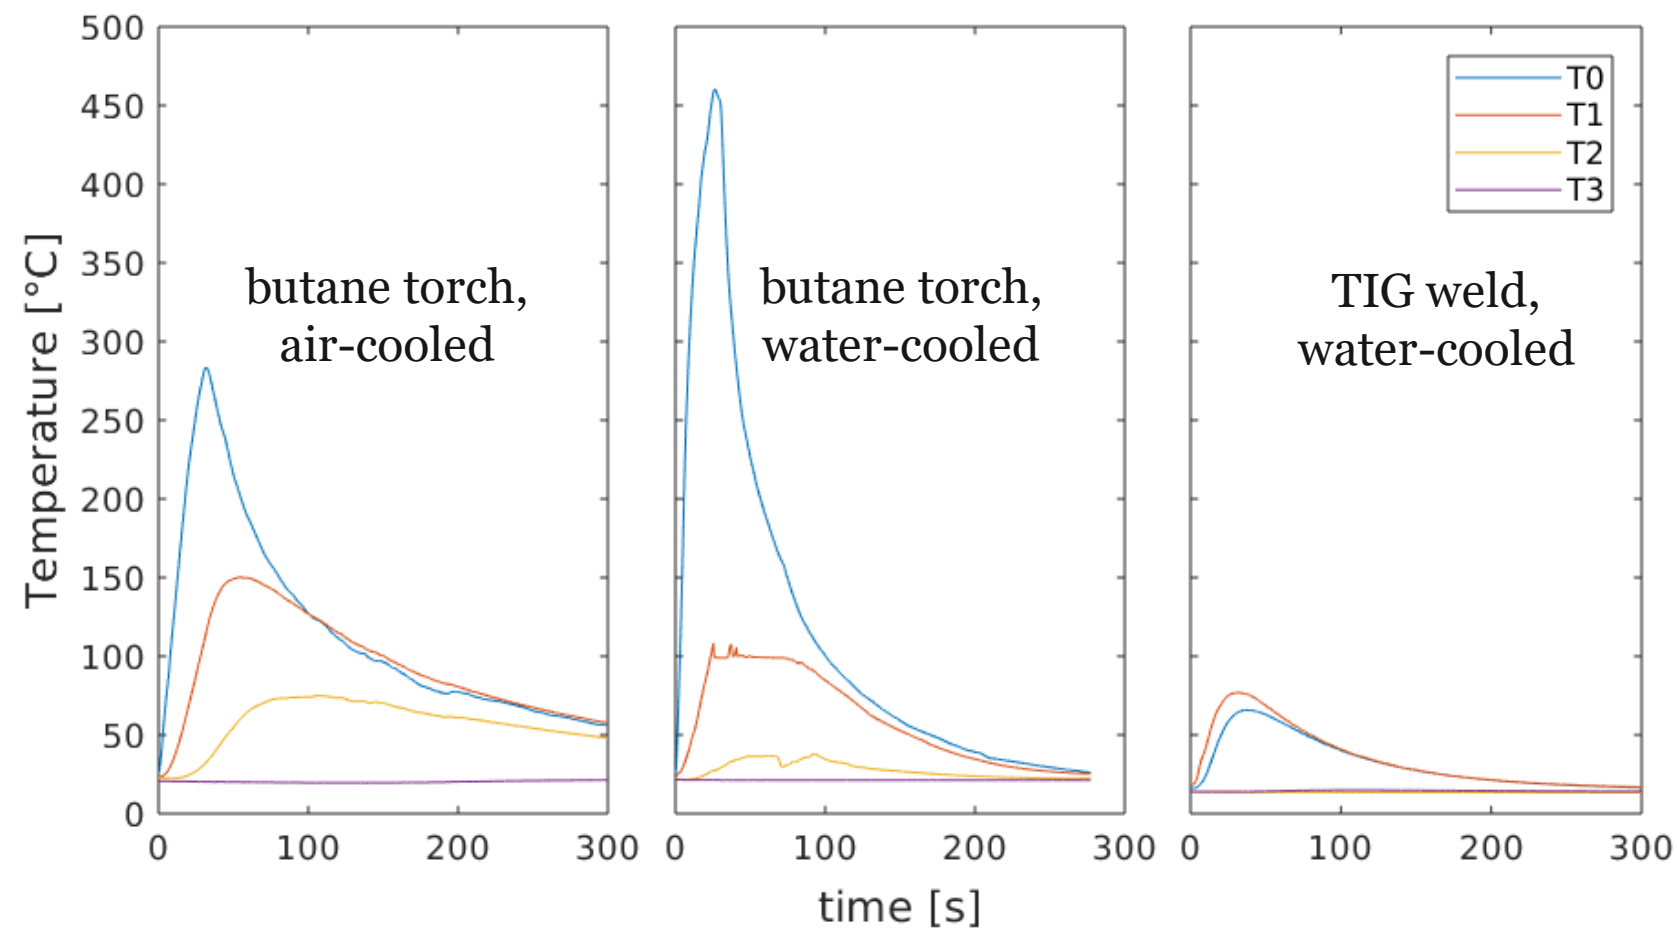 500
450
400
350
300
250
200
150
100
50
0
Temperature [°C]
butane torch,
air-cooled
butane torch,
water-cooled
TIG weld,
water-cooled
T0
T1
T2
T3
0 100 200 300
0 100 200 300
0 100 200 300
time [s]